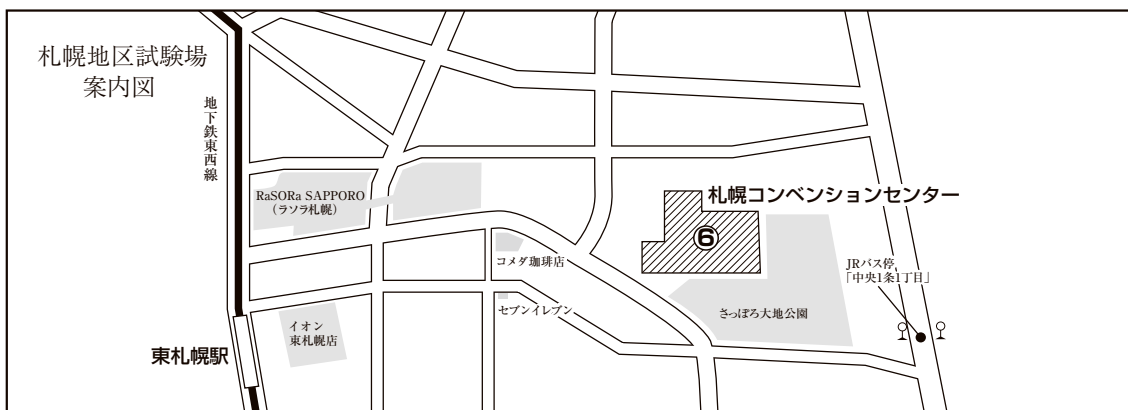 札幌地区試験場
案内図
地下鉄東西線
RaSORa SAPPORO
（ラソラ札幌）
札幌コンベンションセンター
⑥
コメダ珈琲店
JRバス停
「中央1条1丁目」
セブンイレブン
さっぽろ大地公園
イオン
東札幌店
東札幌駅